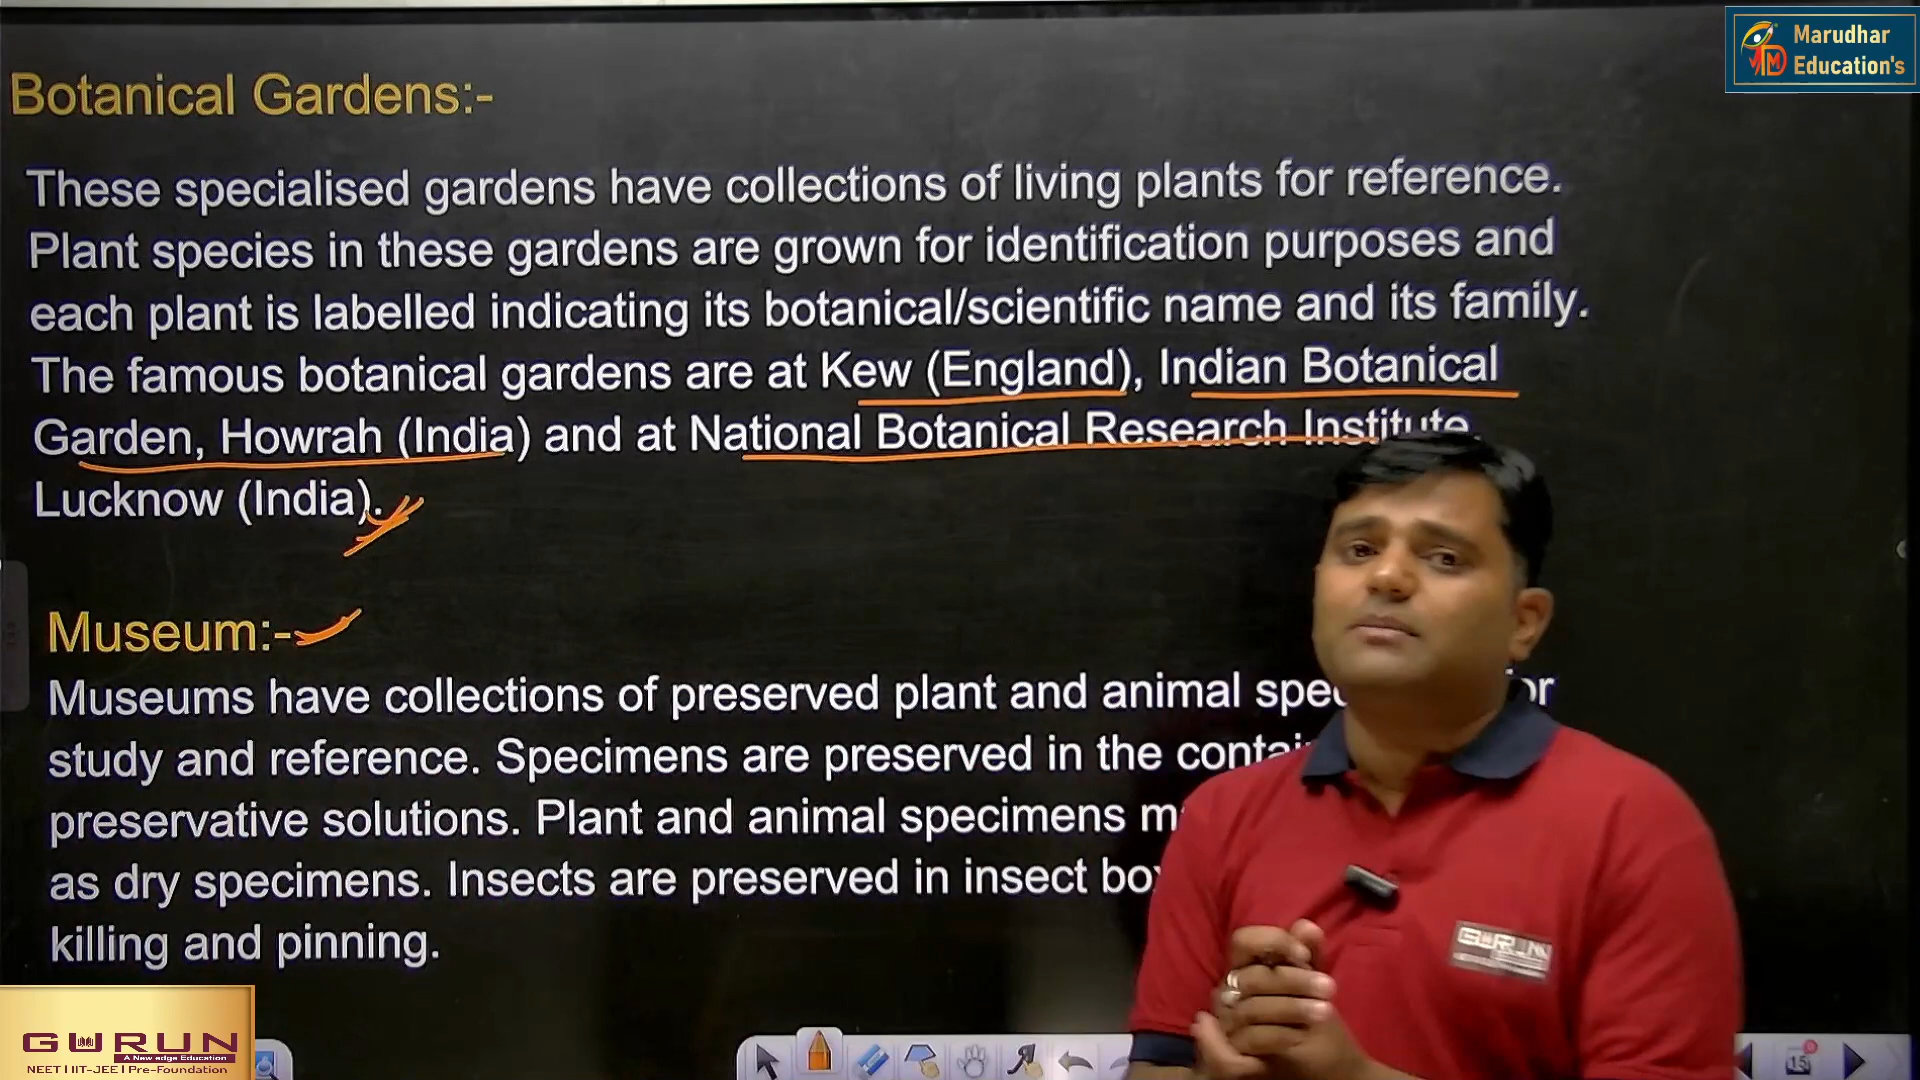 Marudhar
Education's
Botanical Gardens:-
These specialised gardens have collections of living plants for reference.
Plant species in these gardens are grown for identification purposes and
each plant is labelled indicating its botanical/scientific name and its family.
The famous botanical gardens are at Kew (England), Indian Botanical
Garden, Howrah (India) and at National Botanical Research Institute
Lucknow (India).
Museum:-
Museums have collections of preserved plant and animal
study and reference. Specimens are preserved in the
preservative solutions. Plant and animal specimens
as dry specimens. Insects are preserved in insect
killing and pinning.
GURUN
GURUN
A New edge Education
NEET | IIT-JEE | Pre-Foundation
15